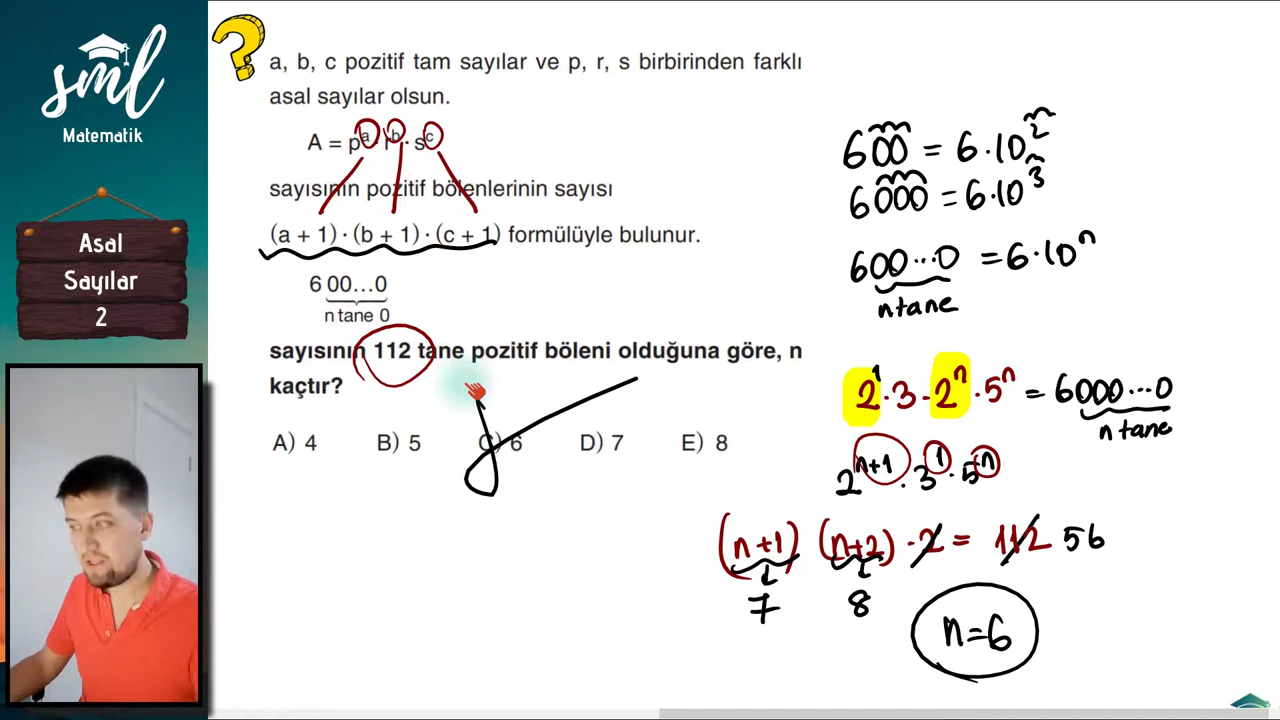 sml
Matematik
Asal
Sayılar
2
?
a, b, c pozitif tam sayılar ve p, r, s birbirinden farklı
asal sayılar olsun.
A = pᵃ · rᵇ · sᶜ
sayısının pozitif bölenlerinin sayısı
(a + 1) · (b + 1) · (c + 1) formülüyle bulunur.
6 00...0
n tane 0
sayısının 112 tane pozitif böleni olduğuna göre, n
kaçtır?
A) 4 B) 5 C) 6 D) 7 E) 8
600 = 6·10²
6000 = 6·10³
600...0 = 6·10ⁿ
n tane
2¹·3·2ⁿ·5ⁿ = 6000...0
n tane
2ⁿ⁺¹·3¹·5ⁿ
(n+1) (n+2)·2 = 112 56
7 8
n=6